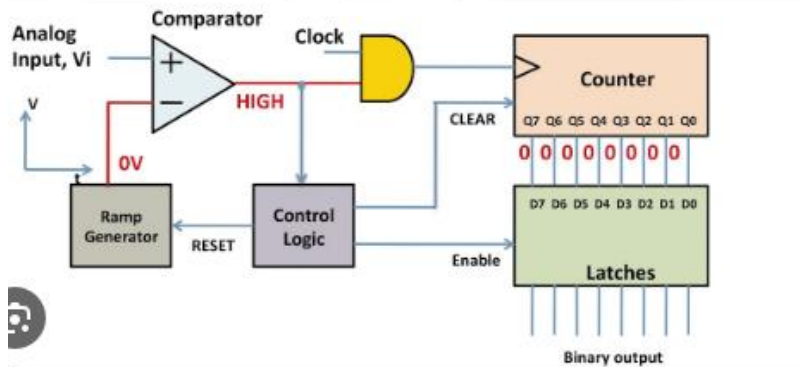 Comparator
Analog
Input, Vi
Clock
+
−
HIGH
V
0V
t
CLEAR
Counter
Q7 Q6 Q5 Q4 Q3 Q2 Q1 Q0
0 0 0 0 0 0 0 0
D7 D6 D5 D4 D3 D2 D1 D0
Ramp
Generator
RESET
Control
Logic
Enable
Latches
Binary output